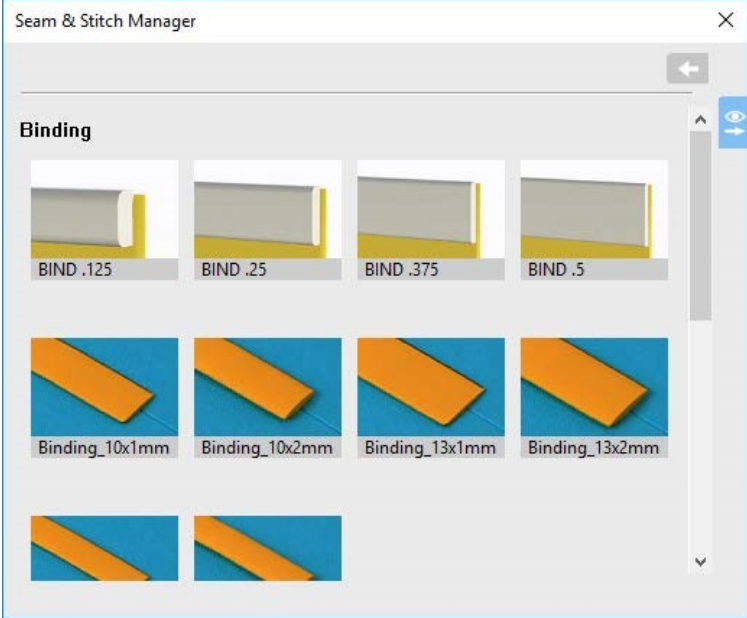 Seam & Stitch Manager
Binding
BIND .125
BIND .25
BIND .375
BIND .5
Binding_10x1mm
Binding_10x2mm
Binding_13x1mm
Binding_13x2mm